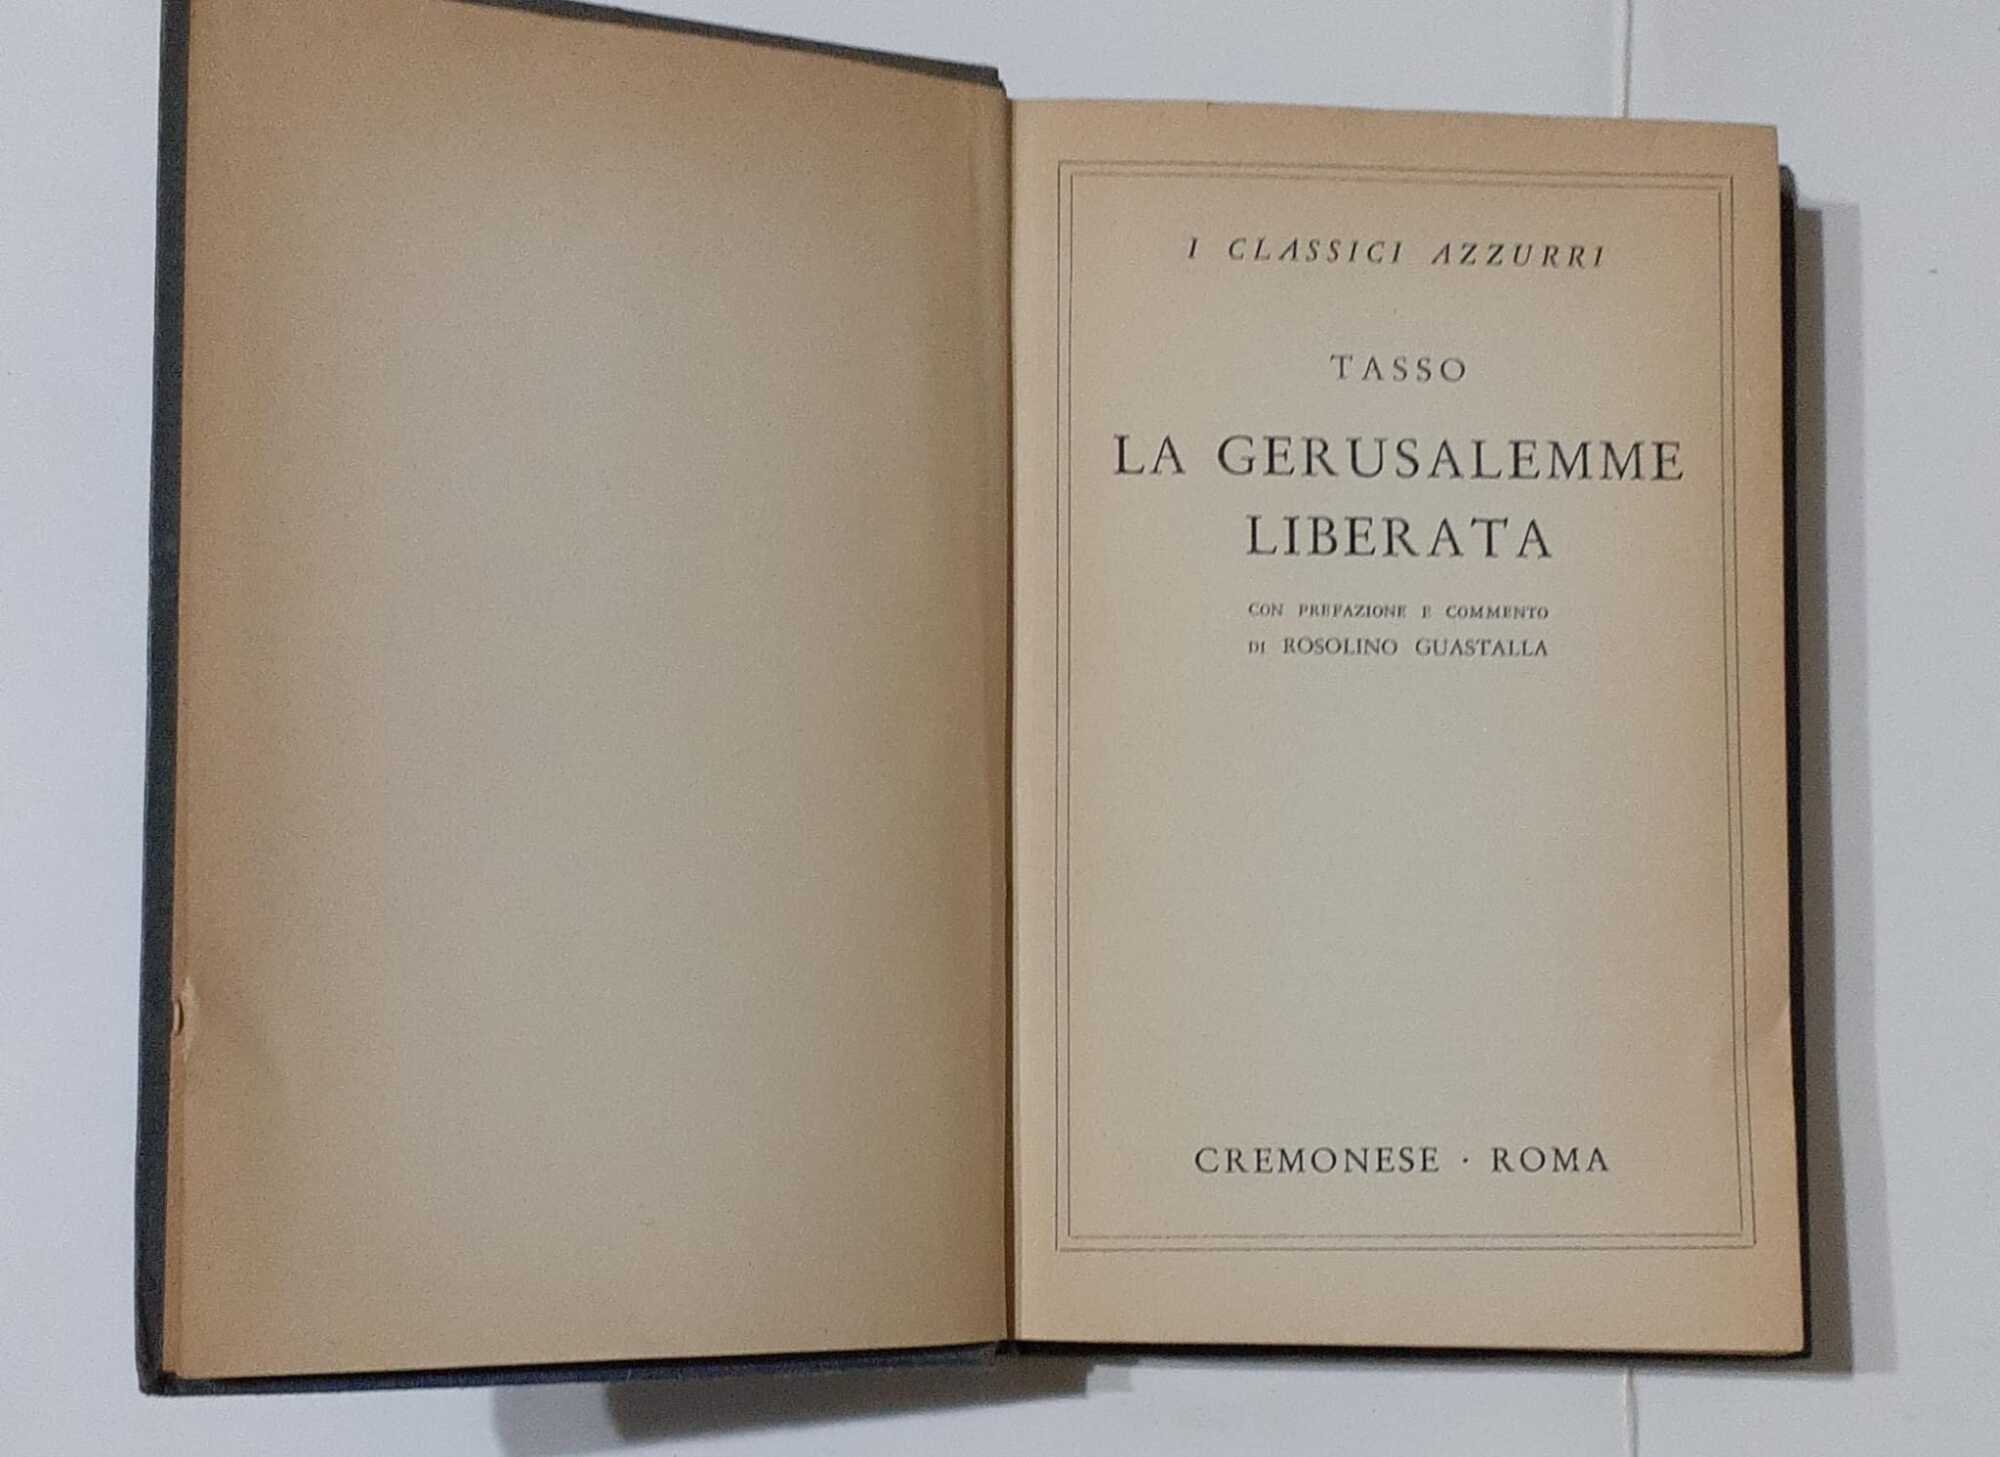 I CLASSICI AZZURRI
TASSO
LA GERUSALEMME
LIBERATA
CON PREFAZIONE E COMMENTO
DI ROSOLINO GUASTALLA
CREMONESE · ROMA